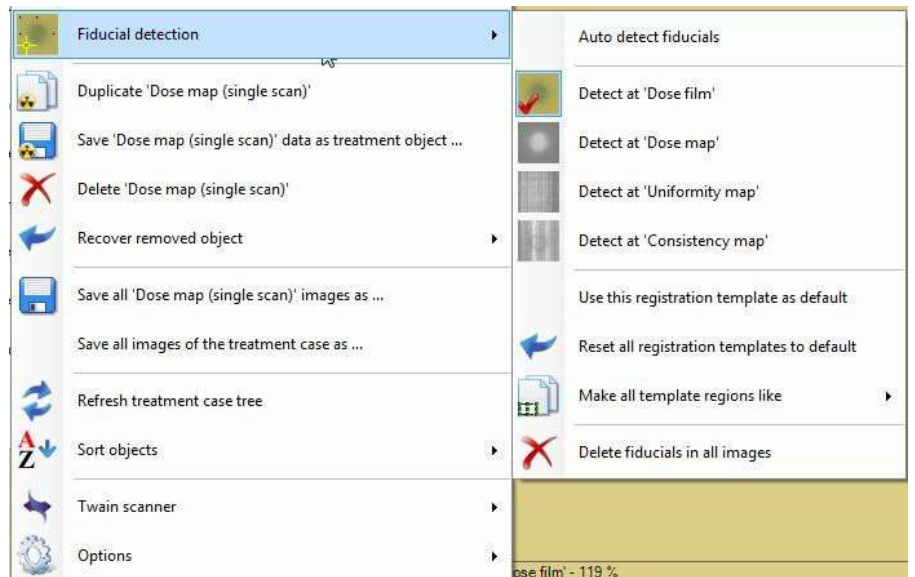 Fiducial detection
Duplicate 'Dose map (single scan)'
Save 'Dose map (single scan)' data as treatment object ...
Delete 'Dose map (single scan)'
Recover removed object
Save all 'Dose map (single scan)' images as ...
Save all images of the treatment case as ...
Refresh treatment case tree
A
Z
Sort objects
Twain scanner
Options
Auto detect fiducials
Detect at 'Dose film'
Detect at 'Dose map'
Detect at 'Uniformity map'
Detect at 'Consistency map'
Use this registration template as default
Reset all registration templates to default
Make all template regions like
Delete fiducials in all images
ose film' - 119 %